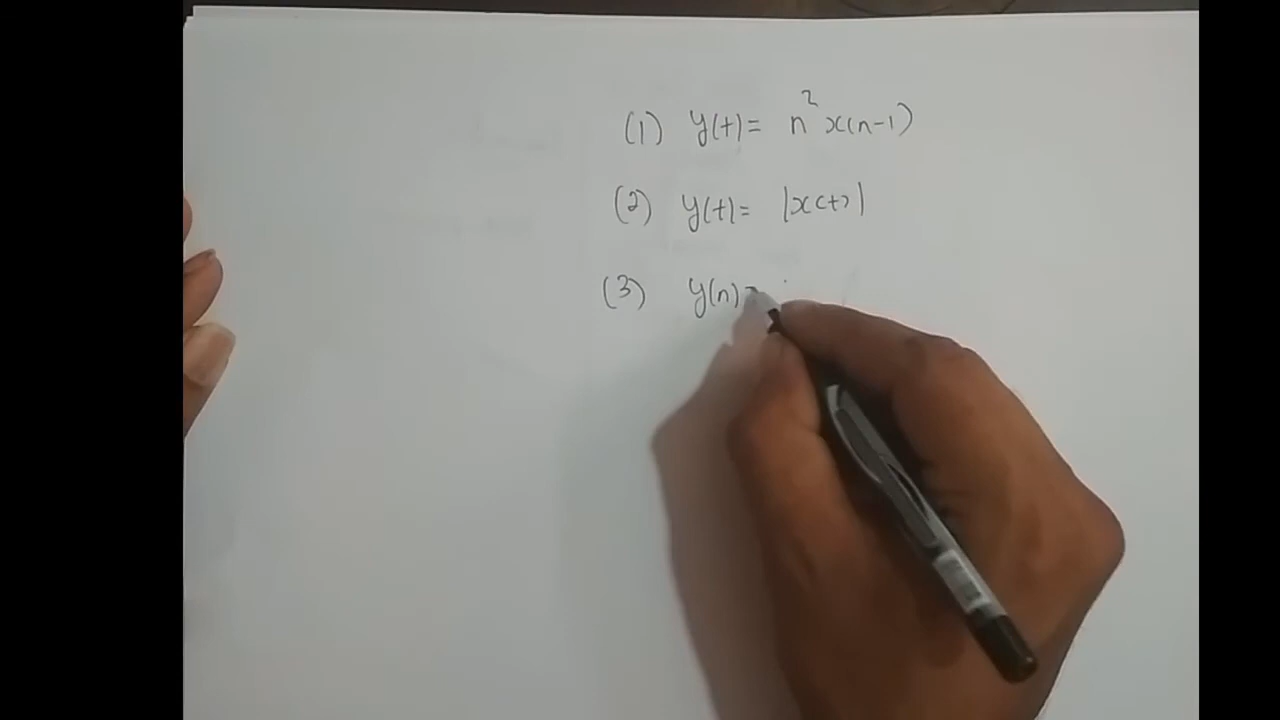 (1) y(t) = n² x(n-1)
(2) y(t) = |x(t)|
(3) y(n) =